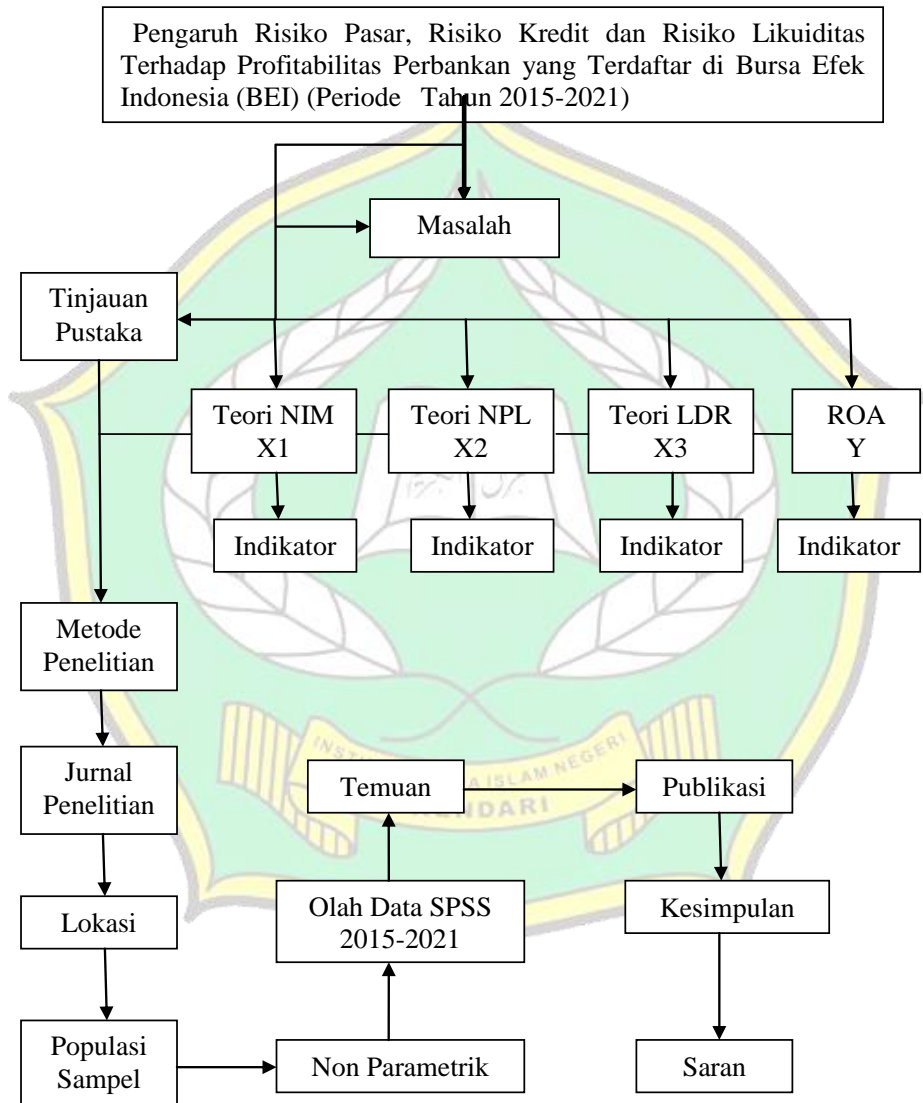 Pengaruh Risiko Pasar, Risiko Kredit dan Risiko Likuiditas
Terhadap Profitabilitas Perbankan yang Terdaftar di Bursa Efek
Indonesia (BEI) (Periode Tahun 2015-2021)
Masalah
Tinjauan
Pustaka
Teori NIM
X1
Teori NPL
X2
Teori LDR
X3
ROA
Y
Indikator
Indikator
Indikator
Indikator
Metode
Penelitian
Jurnal
Penelitian
Temuan
Publikasi
A ISLAM NEGERI
Lokasi
Olah Data SPSS
2015-2021
Kesimpulan
Populasi
Sampel
Non Parametrik
Saran